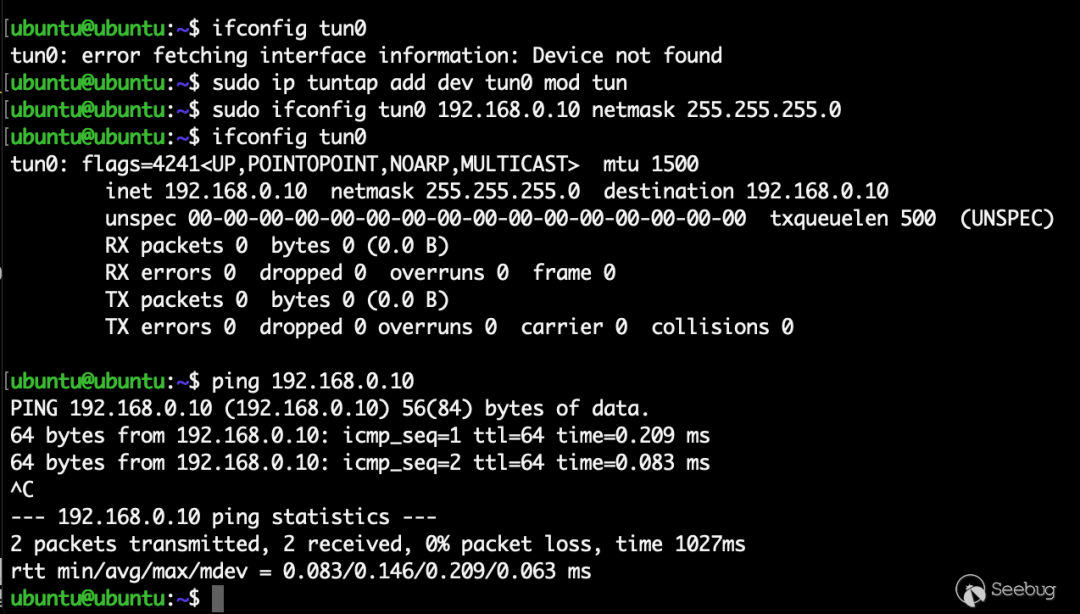 [ubuntu@ubuntu:~$ ifconfig tun0
tun0: error fetching interface information: Device not found
[ubuntu@ubuntu:~$ sudo ip tuntap add dev tun0 mod tun
[ubuntu@ubuntu:~$ sudo ifconfig tun0 192.168.0.10 netmask 255.255.255.0
[ubuntu@ubuntu:~$ ifconfig tun0
tun0: flags=4241<UP,POINTOPOINT,NOARP,MULTICAST>  mtu 1500
        inet 192.168.0.10  netmask 255.255.255.0  destination 192.168.0.10
        unspec 00-00-00-00-00-00-00-00-00-00-00-00-00-00-00-00  txqueuelen 500  (UNSPEC)
        RX packets 0  bytes 0 (0.0 B)
        RX errors 0  dropped 0  overruns 0  frame 0
        TX packets 0  bytes 0 (0.0 B)
        TX errors 0  dropped 0 overruns 0  carrier 0  collisions 0
[ubuntu@ubuntu:~$ ping 192.168.0.10
PING 192.168.0.10 (192.168.0.10) 56(84) bytes of data.
64 bytes from 192.168.0.10: icmp_seq=1 ttl=64 time=0.209 ms
64 bytes from 192.168.0.10: icmp_seq=2 ttl=64 time=0.083 ms
^C
--- 192.168.0.10 ping statistics ---
2 packets transmitted, 2 received, 0% packet loss, time 1027ms
rtt min/avg/max/mdev = 0.083/0.146/0.209/0.063 ms
ubuntu@ubuntu:~$
Seebug